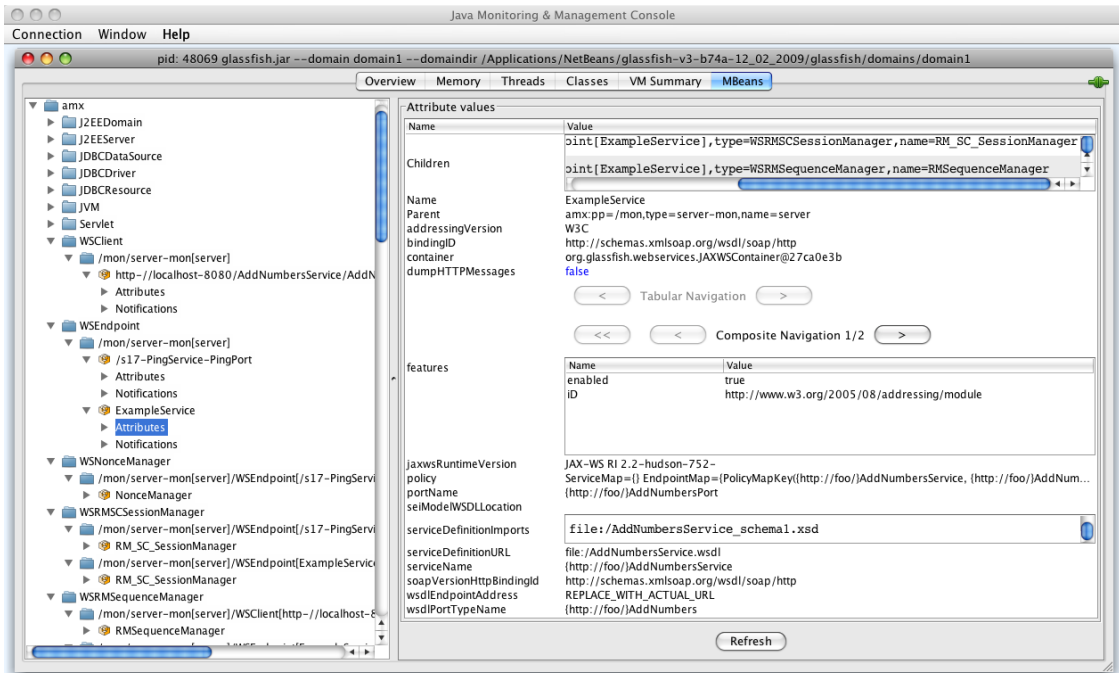 Java Monitoring & Management Console
Connection Window Help
pid: 48069 glassfish.jar --domain domain1 --domaindir /Applications/NetBeans/glassfish-v3-b74a-12_02_2009/glassfish/domains/domain1
Overview Memory Threads Classes VM Summary MBeans
amx
J2EEDomain
J2EEServer
JDBCDataSource
JDBCDriver
JDBCResource
JVM
Servlet
WSClient
/mon/server-mon[server]
http-//localhost-8080/AddNumbersService/AddN
Attributes
Notifications
WSEndpoint
/mon/server-mon[server]
/s17-PingService-PingPort
Attributes
Notifications
ExampleService
Attributes
Notifications
WSNonceManager
/mon/server-mon[server]/WSEndpoint[/s17-PingServi
NonceManager
WSRMSCSessionManager
/mon/server-mon[server]/WSEndpoint[/s17-PingServi
RM_SC_SessionManager
/mon/server-mon[server]/WSEndpoint[ExampleService
RM_SC_SessionManager
WSRMSequenceManager
/mon/server-mon[server]/WSClient[http-//localhost-8
RMSequenceManager
Attribute values
Name Value
Children
oint[ExampleService],type=WSRMSCSessionManager,name=RM_SC_SessionManager
oint[ExampleService],type=WSRMSequenceManager,name=RMSequenceManager
Name ExampleService
Parent amx:pp=/mon,type=server-mon,name=server
addressingVersion W3C
bindingID http://schemas.xmlsoap.org/wsdl/soap/http
container org.glassfish.webservices.JAXWSContainer@27ca0e3b
dumpHTTPMessages false
< Tabular Navigation >
<< < Composite Navigation 1/2 >
features
Name Value
enabled true
iD http://www.w3.org/2005/08/addressing/module
jaxwsRuntimeVersion JAX-WS RI 2.2-hudson-752-
policy ServiceMap={} EndpointMap={PolicyMapKey({http://foo/}AddNumbersService, {http://foo/}AddNum...
portName {http://foo/}AddNumbersPort
seiModelWSDLLocation
serviceDefinitionImports file:/AddNumbersService_schema1.xsd
serviceDefinitionURL file:/AddNumbersService.wsdl
serviceName {http://foo/}AddNumbersService
soapVersionHttpBindingId http://schemas.xmlsoap.org/wsdl/soap/http
wsdlEndpointAddress REPLACE_WITH_ACTUAL_URL
wsdlPortTypeName {http://foo/}AddNumbers
Refresh